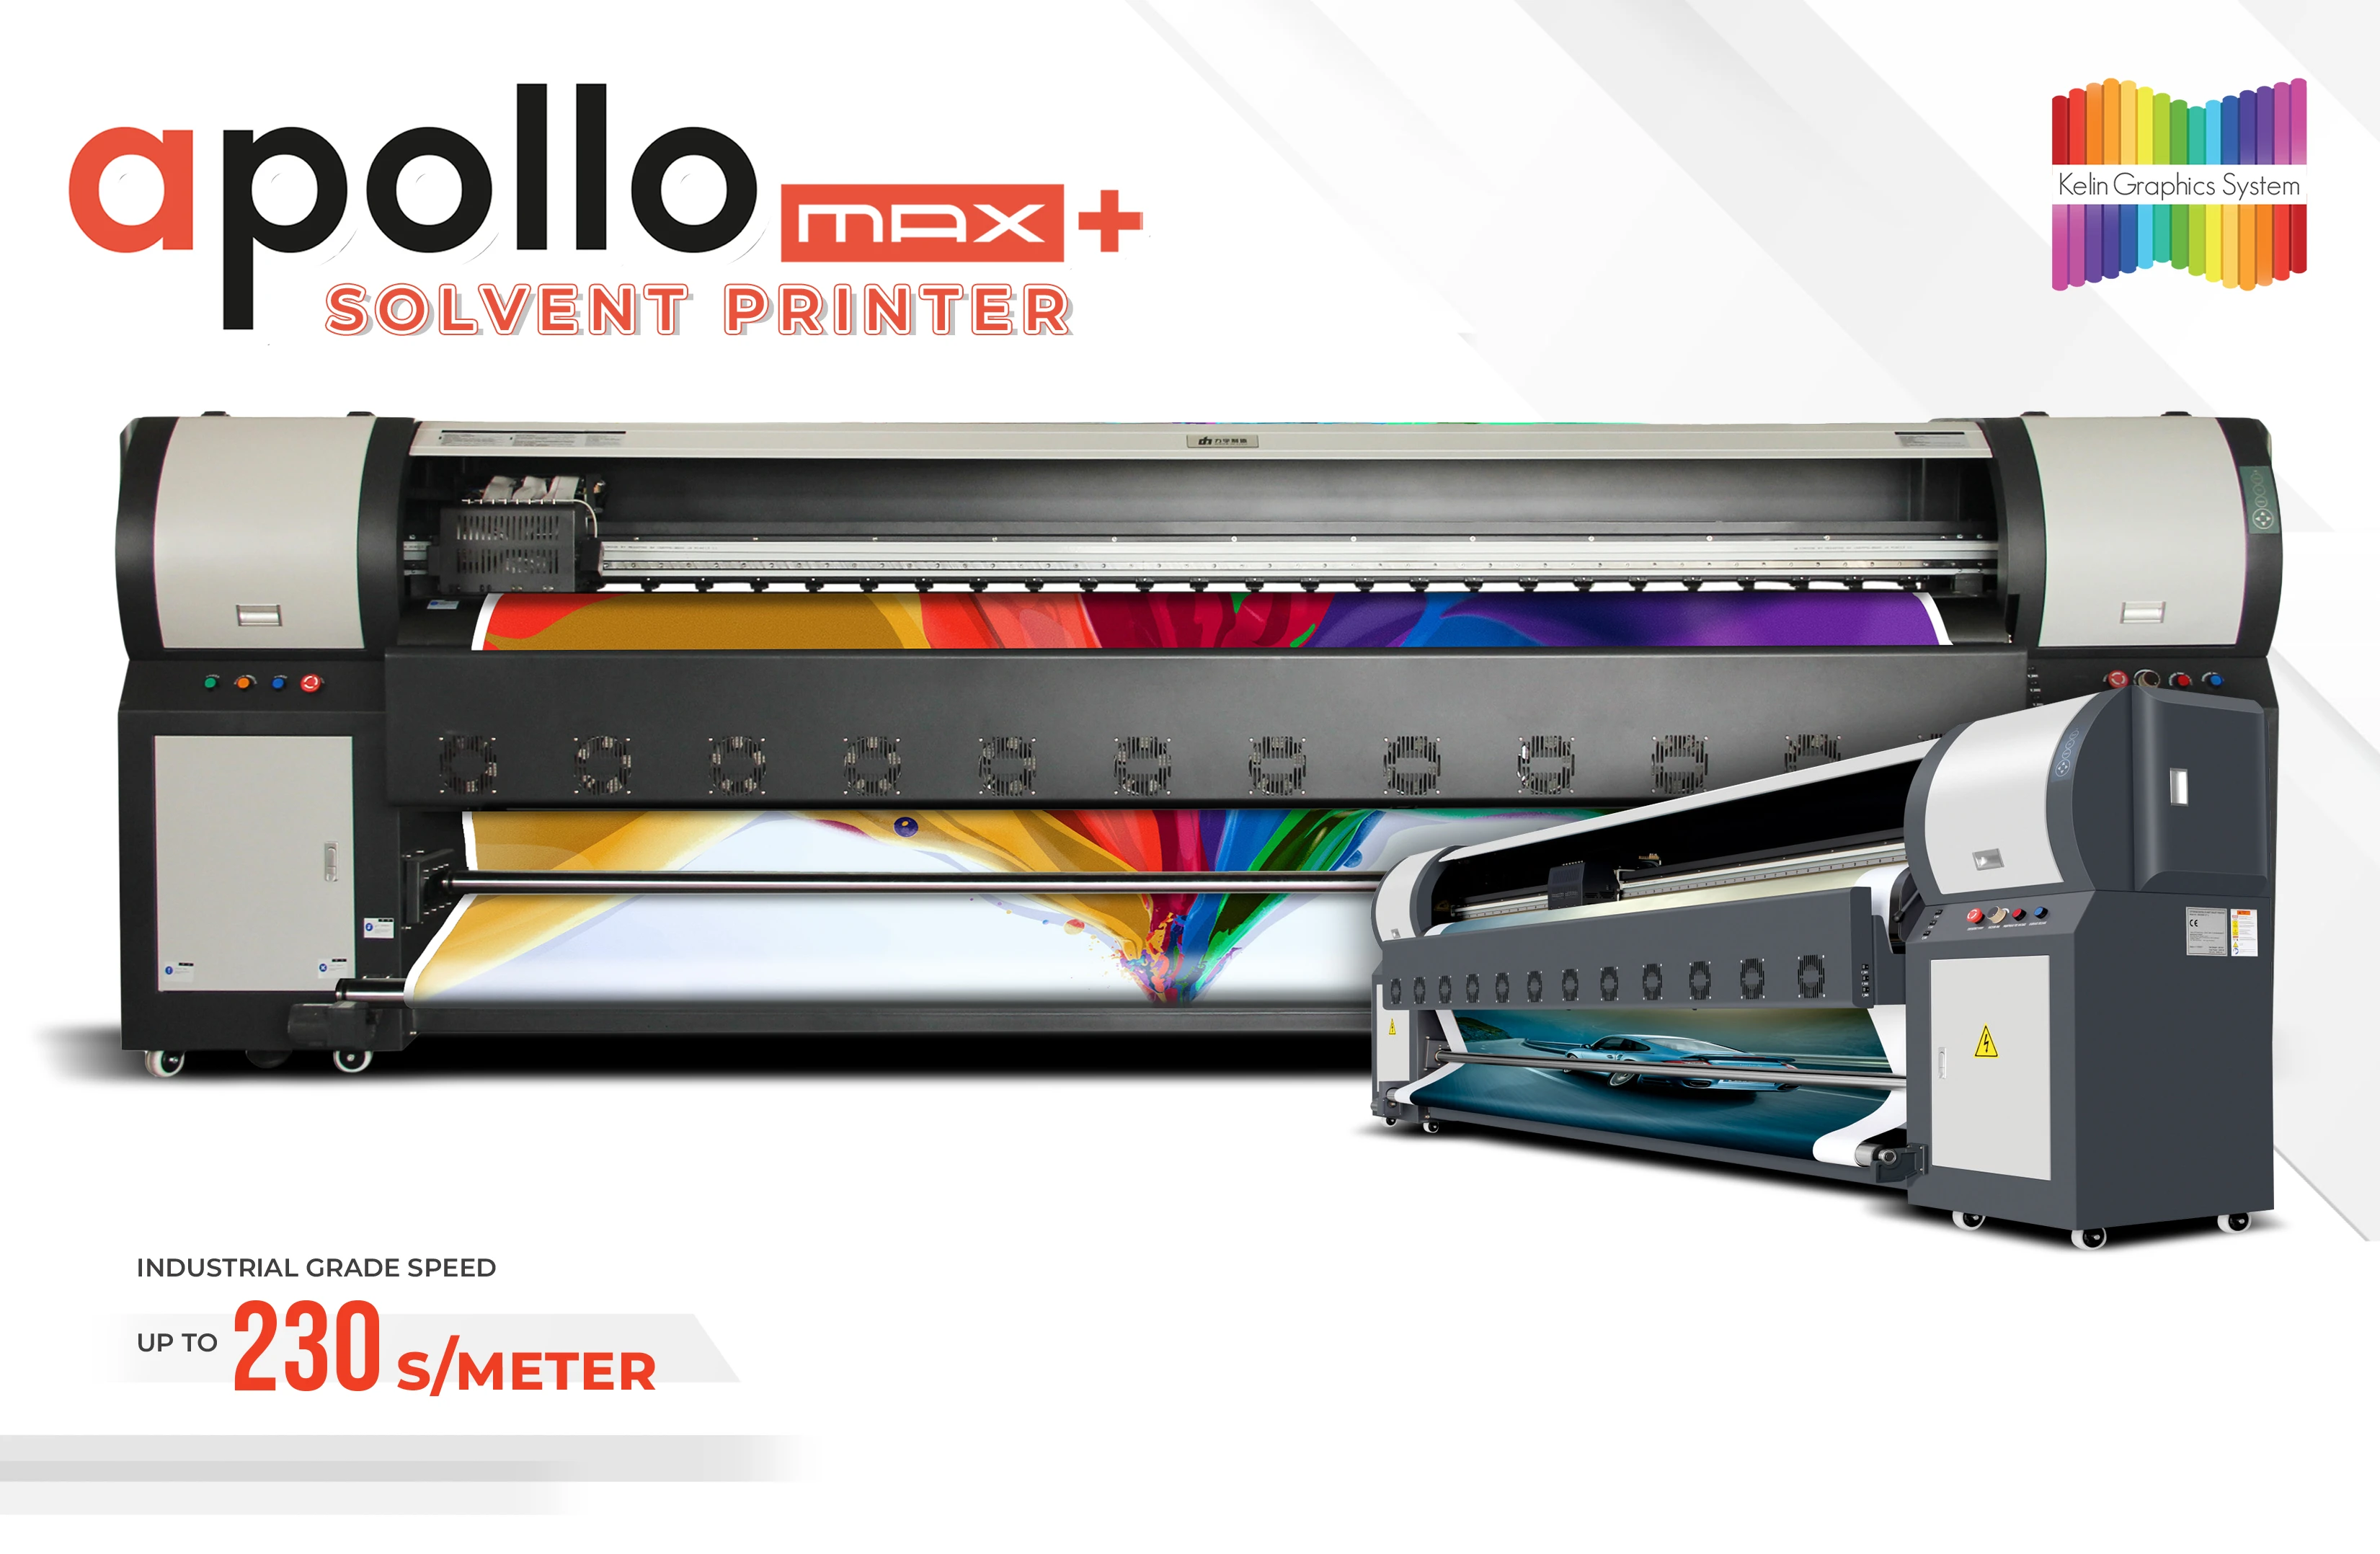 apollo MAX+
SOLVENT PRINTER
Kelin Graphics System
INDUSTRIAL GRADE SPEED
UP TO 230 S/METER